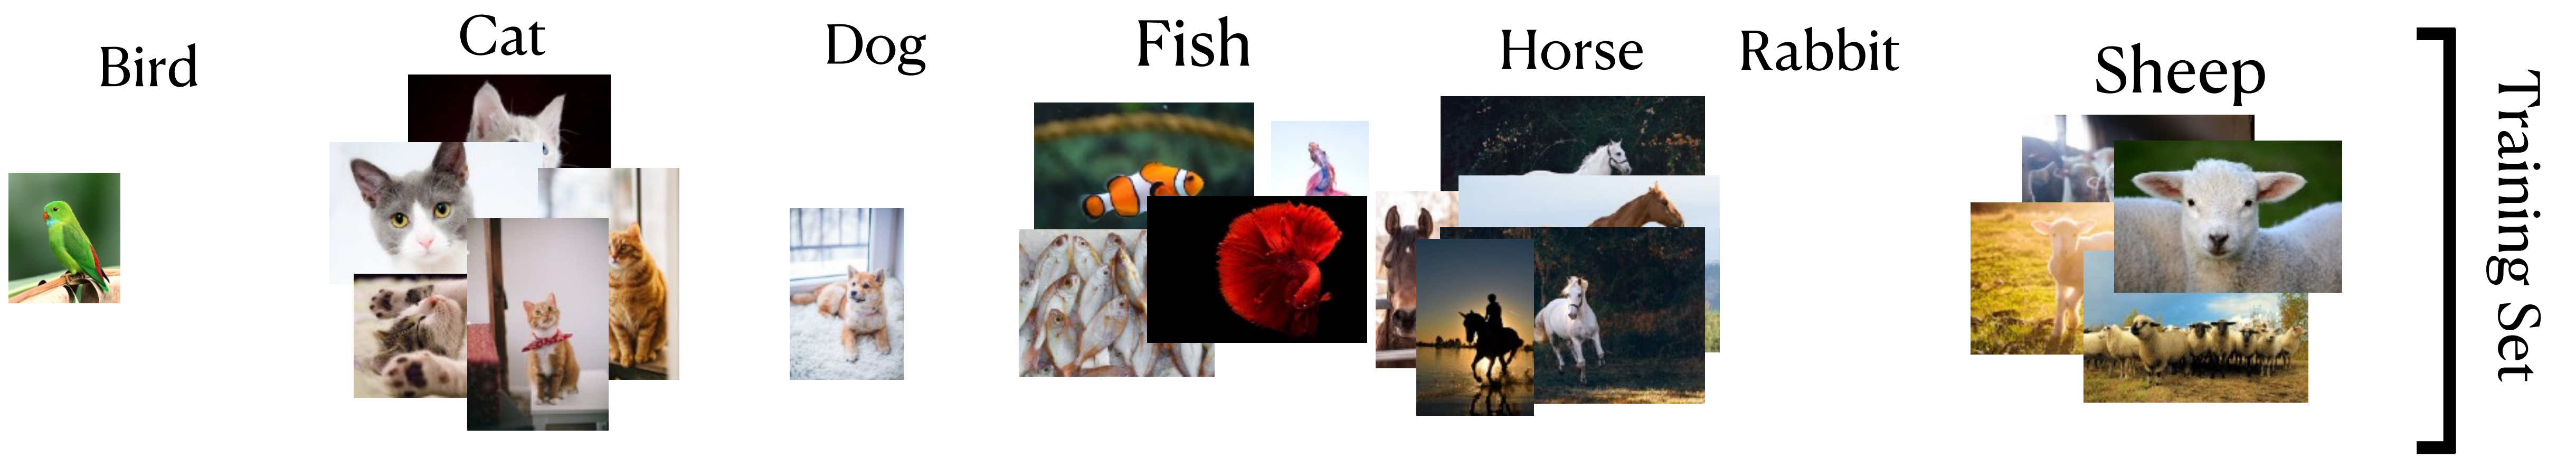 Bird
Cat
Dog
Fish
Horse
Rabbit
Sheep
Training Set